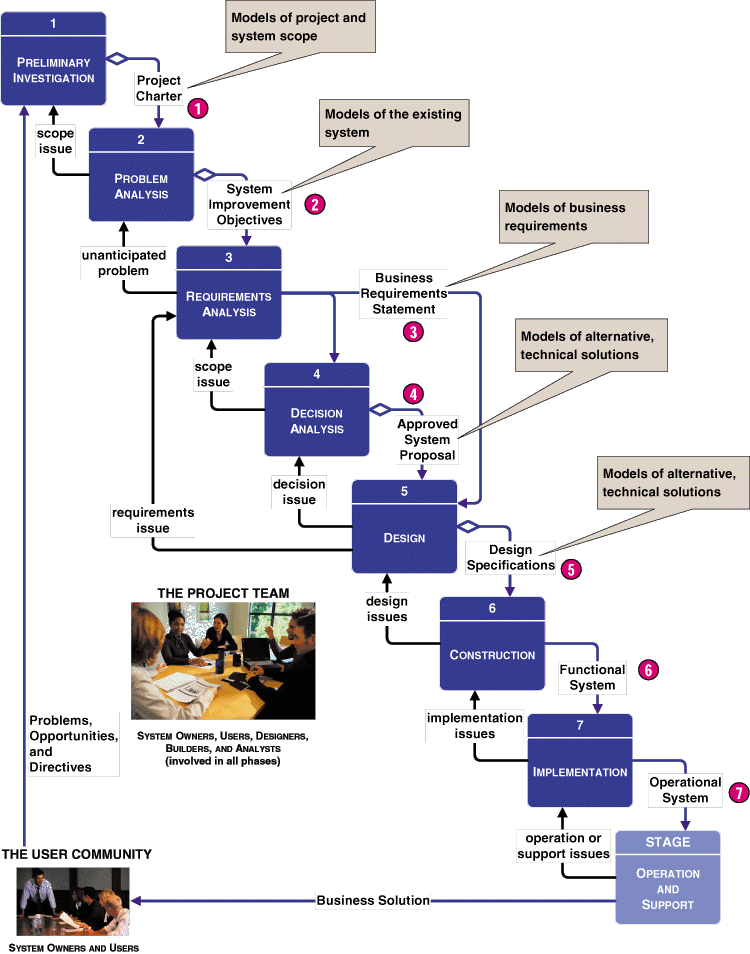 1
PRELIMINARY
INVESTIGATION
Models of project and
system scope
Project
Charter
1
scope
issue
2
PROBLEM
ANALYSIS
Models of the existing
system
System
Improvement
Objectives
2
unanticipated
problem
3
REQUIREMENTS
ANALYSIS
Models of business
requirements
Business
Requirements
Statement
3
scope
issue
4
DECISION
ANALYSIS
Models of alternative,
technical solutions
4
Approved
System
Proposal
decision
issue
requirements
issue
5
DESIGN
Models of alternative,
technical solutions
Design
Specifications
5
design
issues
6
CONSTRUCTION
THE PROJECT TEAM
SYSTEM OWNERS, USERS, DESIGNERS,
BUILDERS, AND ANALYSTS
(involved in all phases)
Functional
System
6
implementation
issues
7
IMPLEMENTATION
Problems,
Opportunities,
and
Directives
Operational
System
7
operation or
support issues
STAGE
OPERATION
AND
SUPPORT
THE USER COMMUNITY
Business Solution
SYSTEM OWNERS AND USERS